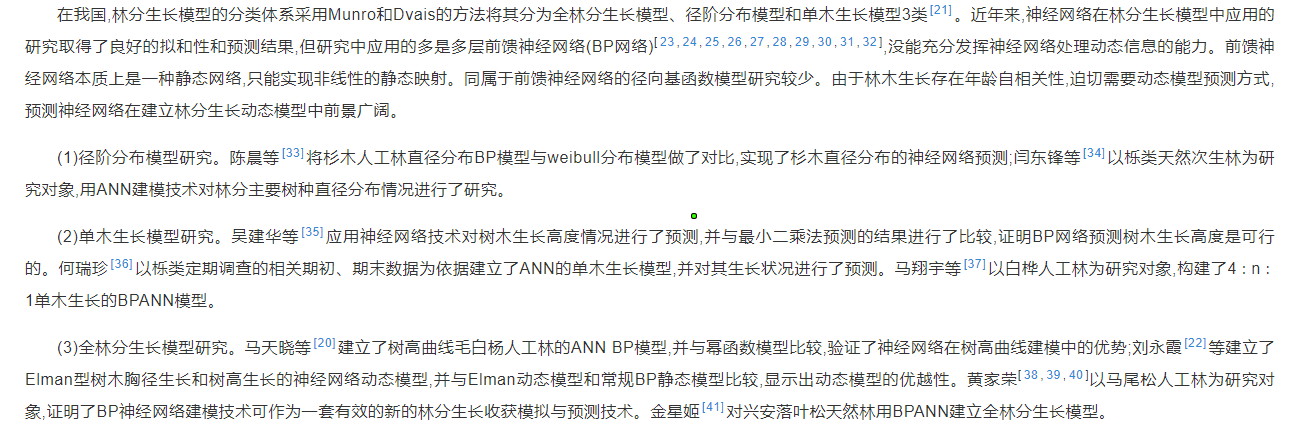 在我国,林分生长模型的分类体系采用Munro和Dvais的方法将其分为全林分生长模型、径阶分布模型和单木生长模型3类[21]。近年来,神经网络在林分生长模型中应用的
研究取得了良好的拟和性和预测结果,但研究中应用的多是多层前馈神经网络(BP网络)[23,24,25,26,27,28,29,30,31,32],没能充分发挥神经网络处理动态信息的能力。前馈神
经网络本质上是一种静态网络,只能实现非线性的静态映射。同属于前馈神经网络的径向基函数模型研究较少。由于林木生长存在年龄自相关性,迫切需要动态模型预测方式,
预测神经网络在建立林分生长动态模型中前景广阔。
(1)径阶分布模型研究。陈晨等[33]将杉木人工林直径分布BP模型与weibull分布模型做了对比,实现了杉木直径分布的神经网络预测;闫东锋等[34]以栎类天然次生林为研
究对象,用ANN建模技术对林分主要树种直径分布情况进行了研究。
(2)单木生长模型研究。吴建华等[35]应用神经网络技术对树木生长高度情况进行了预测,并与最小二乘法预测的结果进行了比较,证明BP网络预测树木生长高度是可行
的。何瑞珍[36]以栎类定期调查的相关期初、期末数据为依据建立了ANN的单木生长模型,并对其生长状况进行了预测。马翔宇等[37]以白桦人工林为研究对象,构建了4∶n∶
1单木生长的BPANN模型。
(3)全林分生长模型研究。马天晓等[20]建立了树高曲线毛白杨人工林的ANN BP模型,并与幂函数模型比较,验证了神经网络在树高曲线建模中的优势;刘永霞[22]等建立了
Elman型树木胸径生长和树高生长的神经网络动态模型,并与Elman动态模型和常规BP静态模型比较,显示出动态模型的优越性。黄家荣[38,39,40]以马尾松人工林为研究对
象,证明了BP神经网络建模技术可作为一套有效的新的林分生长收获模拟与预测技术。金星姬[41]对兴安落叶松天然林用BPANN建立全林分生长模型。